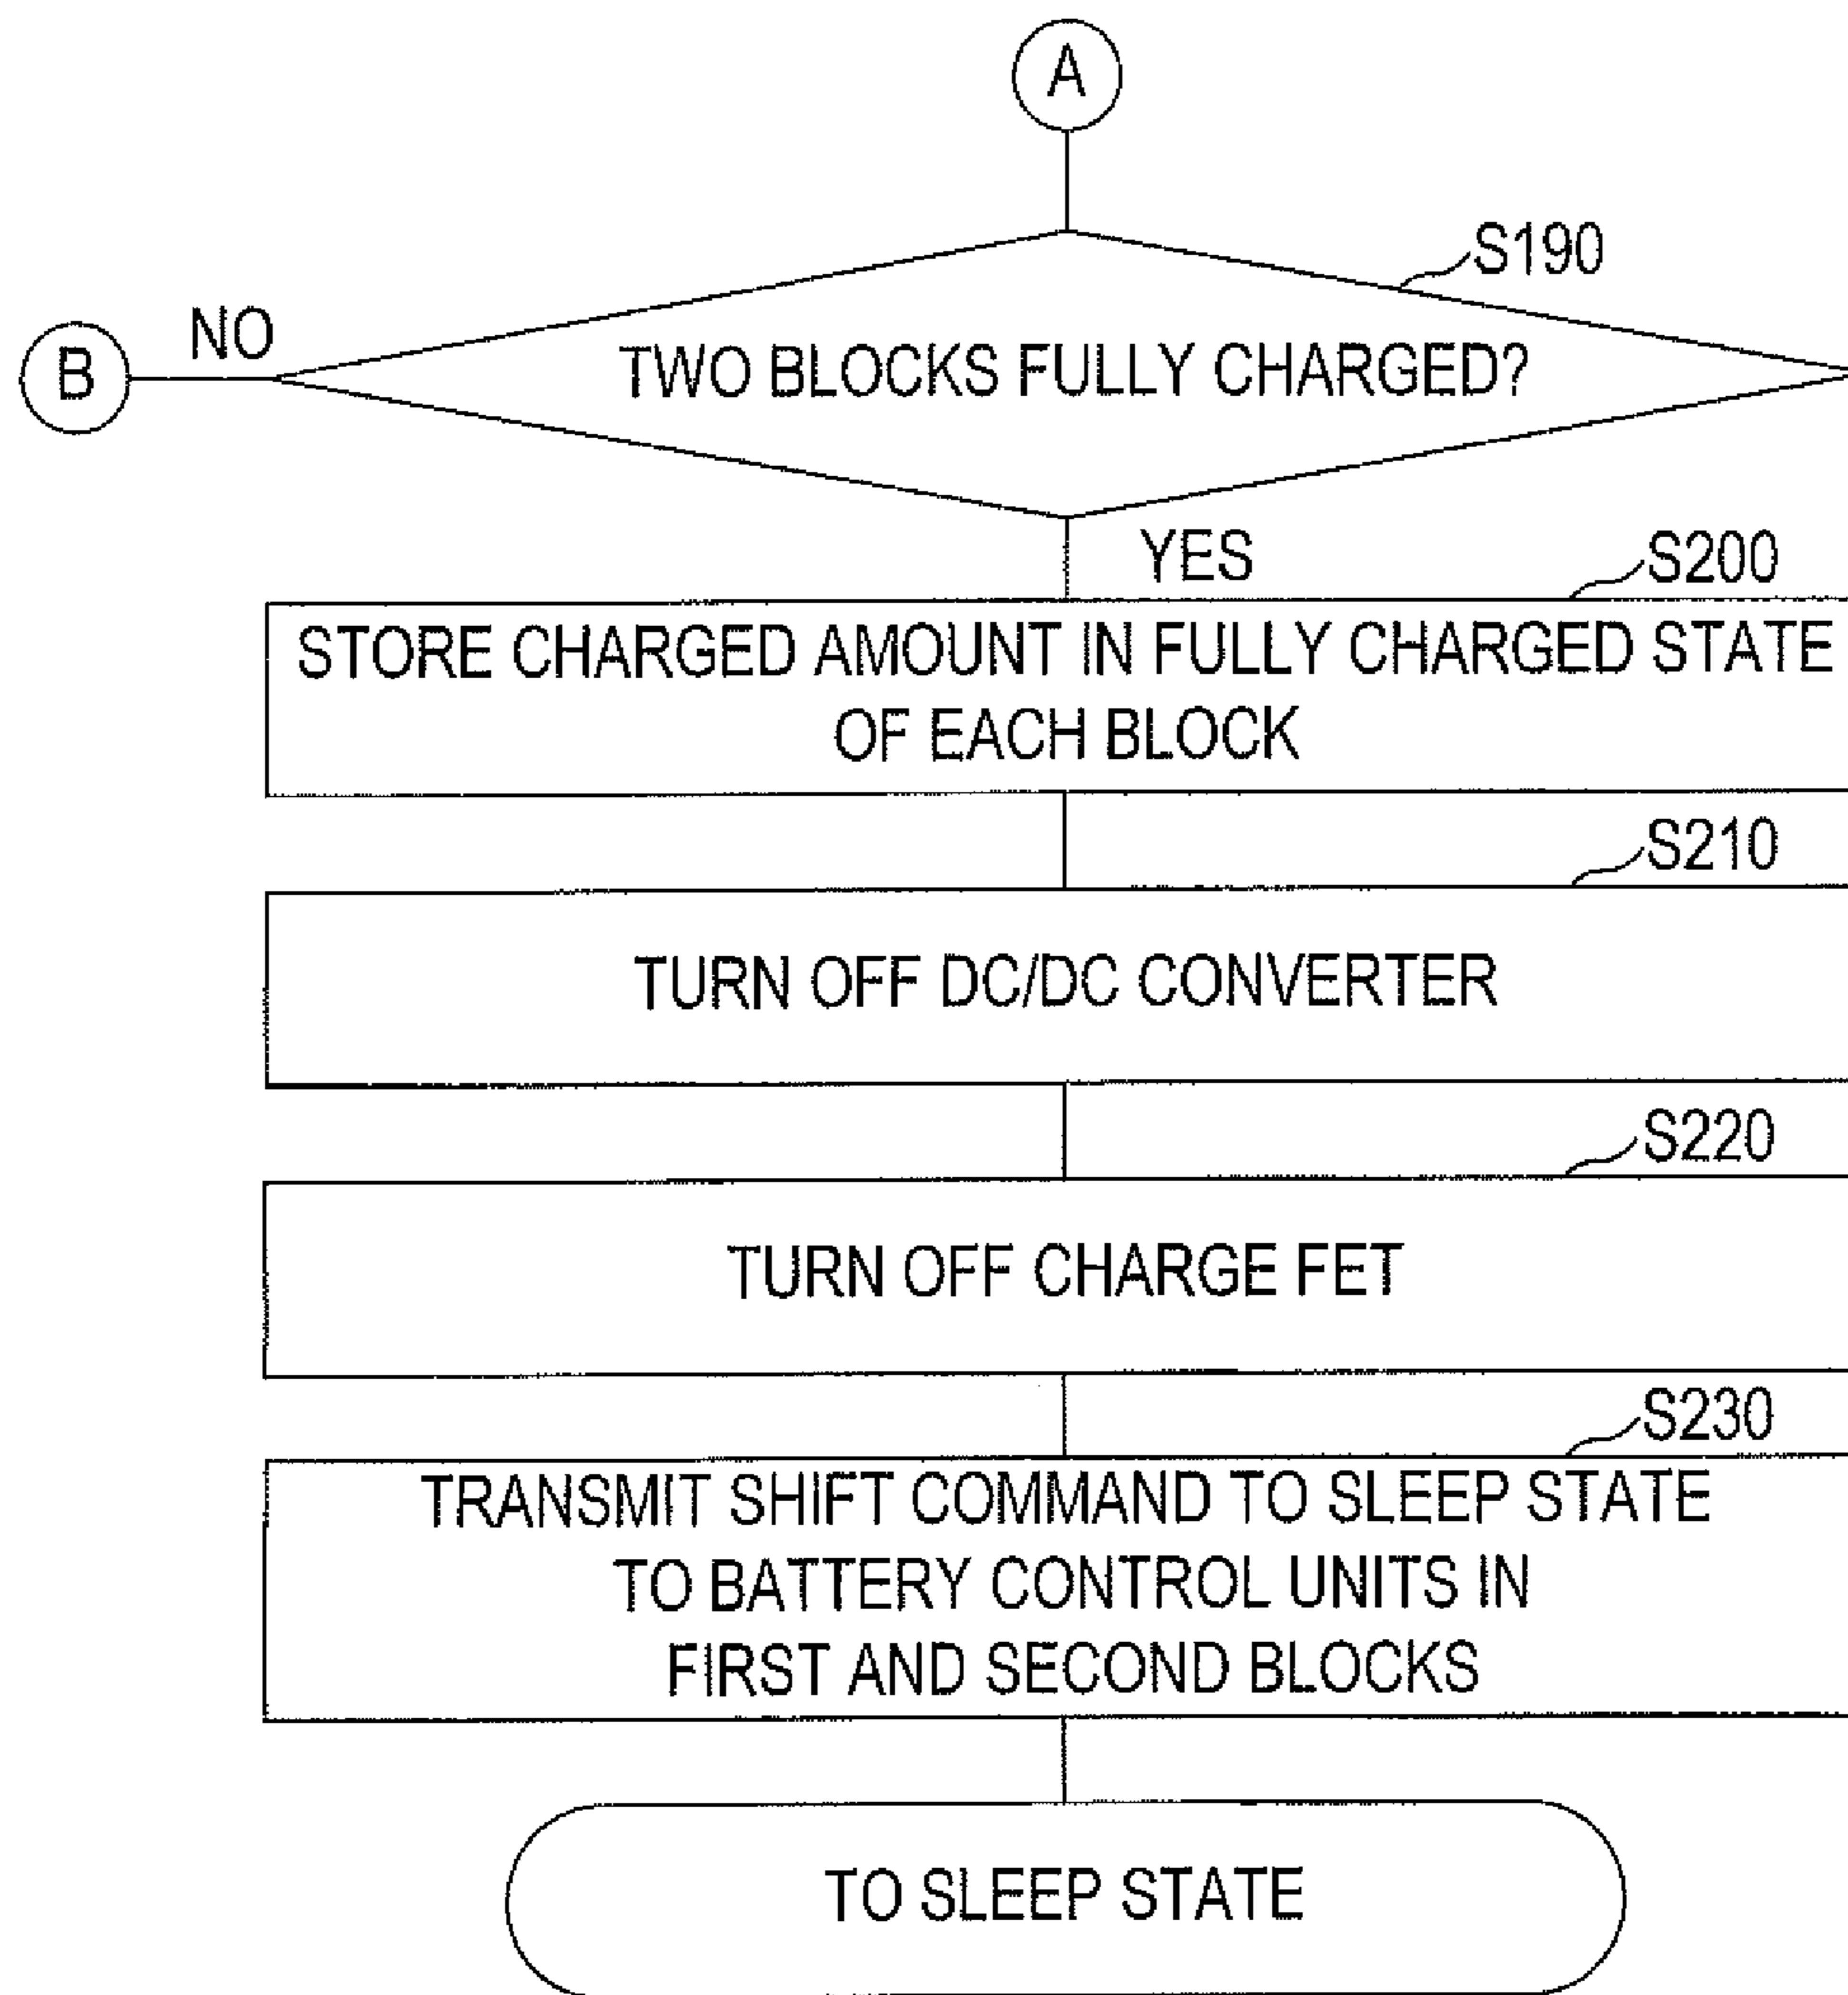 A
S190
NO
B
TWO BLOCKS FULLY CHARGED?
YES
S200
STORE CHARGED AMOUNT IN FULLY CHARGED STATE
OF EACH BLOCK
S210
TURN OFF DC/DC CONVERTER
S220
TURN OFF CHARGE FET
S230
TRANSMIT SHIFT COMMAND TO SLEEP STATE
TO BATTERY CONTROL UNITS IN
FIRST AND SECOND BLOCKS
TO SLEEP STATE